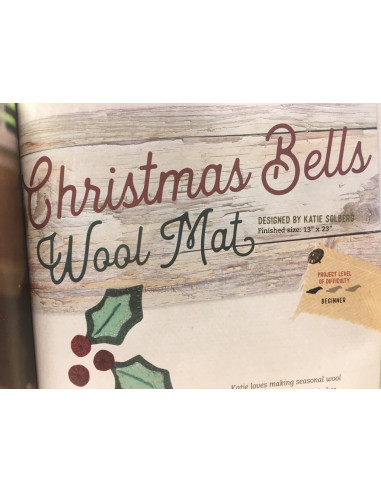 Christmas Bells
Wool Mat
DESIGNED BY KATIE SOLBERG
Finished size: 13" x 23"
PROJECT LEVEL
OF DIFFICULTY
BEGINNER
Katie loves making seasonal wool